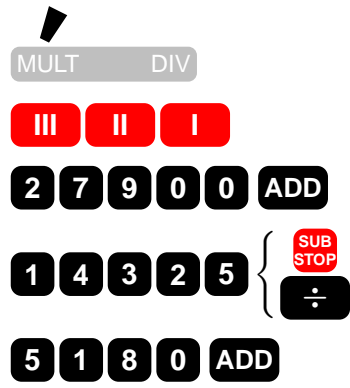 MULT DIV
III II I
2 7 9 0 0 ADD
1 4 3 2 5 SUB STOP ÷
5 1 8 0 ADD